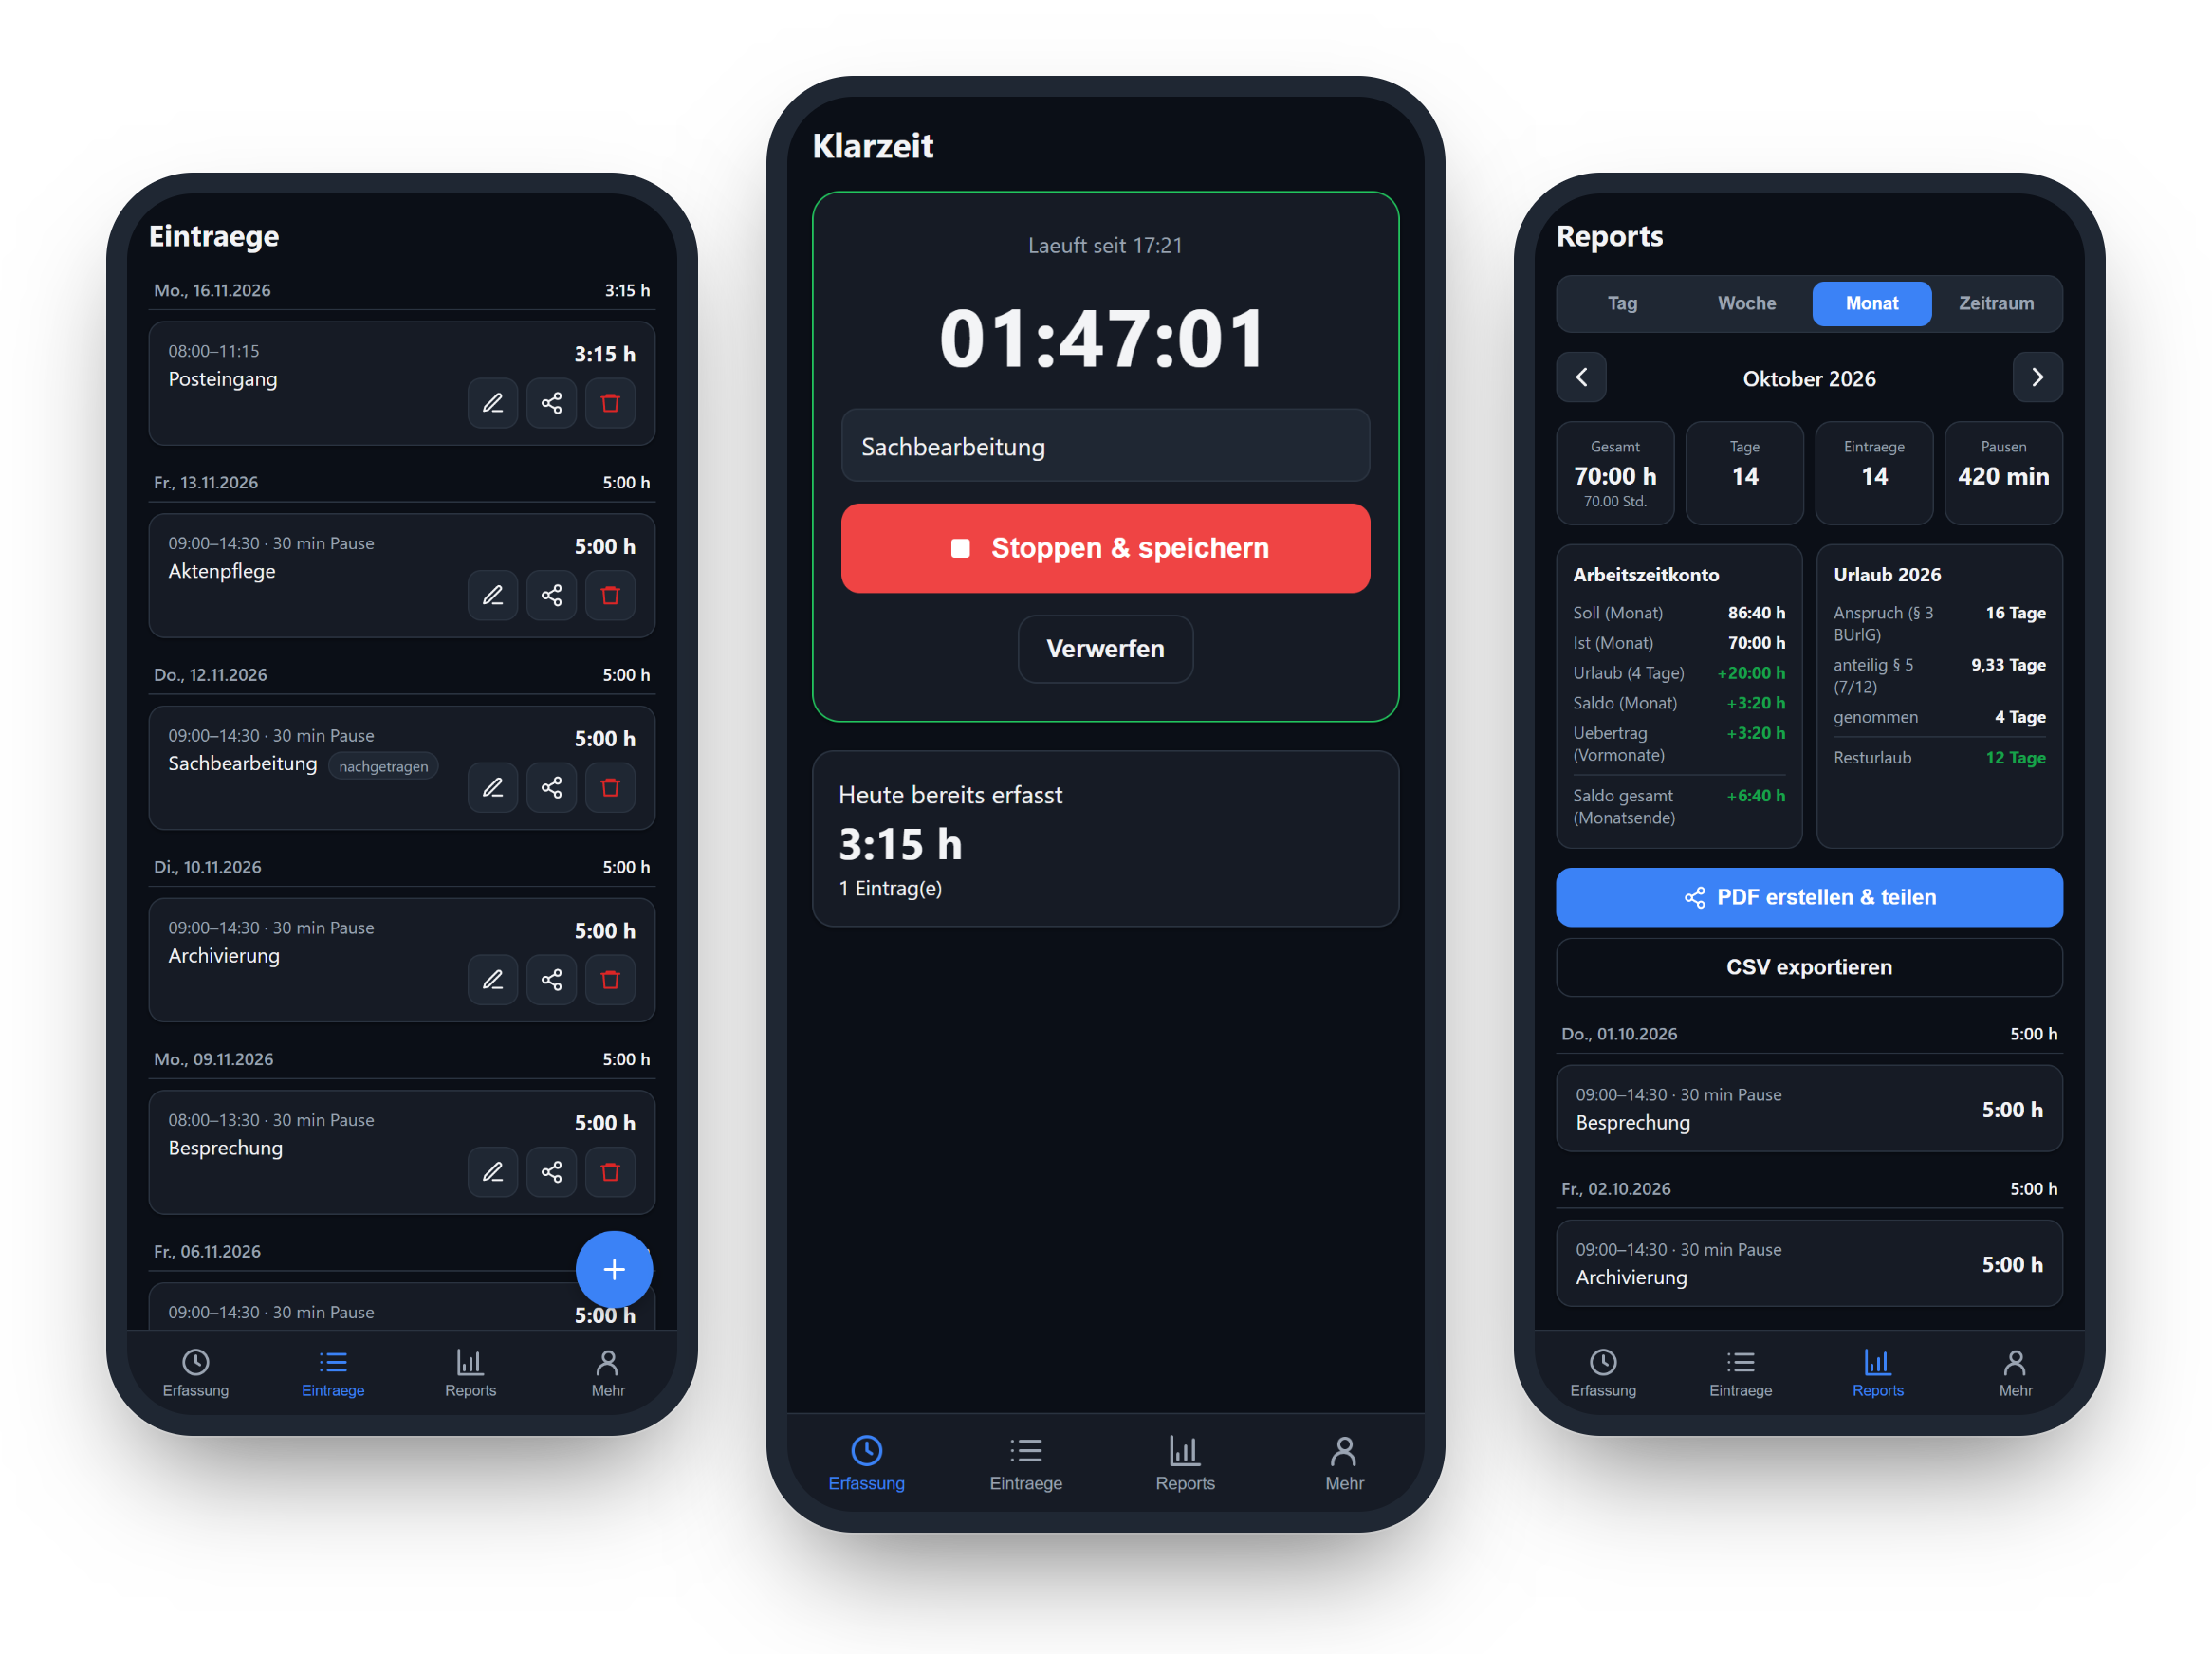 Eintraege
Mo., 16.11.2026 3:15 h
08:00–11:15 3:15 h
Posteingang
Fr., 13.11.2026 5:00 h
09:00–14:30 · 30 min Pause 5:00 h
Aktenpflege
Do., 12.11.2026 5:00 h
09:00–14:30 · 30 min Pause 5:00 h
Sachbearbeitung nachgetragen
Di., 10.11.2026 5:00 h
09:00–14:30 · 30 min Pause 5:00 h
Archivierung
Mo., 09.11.2026 5:00 h
08:00–13:30 · 30 min Pause 5:00 h
Besprechung
Fr., 06.11.2026
09:00–14:30 · 30 min Pause 5:00 h
Erfassung Eintraege Reports Mehr
Klarzeit
Laeuft seit 17:21
01:47:01
Sachbearbeitung
Stoppen & speichern
Verwerfen
Heute bereits erfasst
3:15 h
1 Eintrag(e)
Erfassung Eintraege Reports Mehr
Reports
Tag Woche Monat Zeitraum
Oktober 2026
Gesamt Tage Eintraege Pausen
70:00 h 14 14 420 min
70.00 Std.
Arbeitszeitkonto
Soll (Monat) 86:40 h
Ist (Monat) 70:00 h
Urlaub (4 Tage) +20:00 h
Saldo (Monat) +3:20 h
Uebertrag +3:20 h
(Vormonate)
Saldo gesamt +6:40 h
(Monatsende)
Urlaub 2026
Anspruch (§ 3 16 Tage
BUrlG)
anteilig § 5 9,33 Tage
(7/12)
genommen 4 Tage
Resturlaub 12 Tage
PDF erstellen & teilen
CSV exportieren
Do., 01.10.2026 5:00 h
09:00–14:30 · 30 min Pause 5:00 h
Besprechung
Fr., 02.10.2026 5:00 h
09:00–14:30 · 30 min Pause 5:00 h
Archivierung
Erfassung Eintraege Reports Mehr